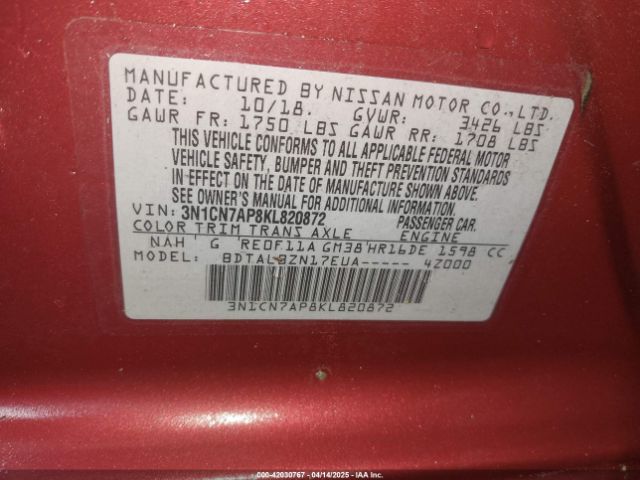 MANUFACTURED BY NISSAN MOTOR CO., LTD.
DATE: 10/18. GVWR: 3426 LBS
GAWR FR: 1750 LBS GAWR RR: 1708 LBS
THIS VEHICLE CONFORMS TO ALL APPLICABLE FEDERAL MOTOR
VEHICLE SAFETY, BUMPER AND THEFT PREVENTION STANDARDS
IN EFFECT ON THE DATE OF MANUFACTURE SHOWN ABOVE.
SEE OWNER'S MANUAL FOR ADDITIONAL INFORMATION.
VIN: 3N1CN7AP8KL820872 PASSENGER CAR.
COLOR TRIM TRANS AXLE ENGINE
NAH G RE0F11A GM38 HR16DE 1598 CC
MODEL: BDTALBZN17EUA----- 4Z000
3N1CN7AP8KL820872
000-42030767 - 04/14/2025 - IAA Inc.